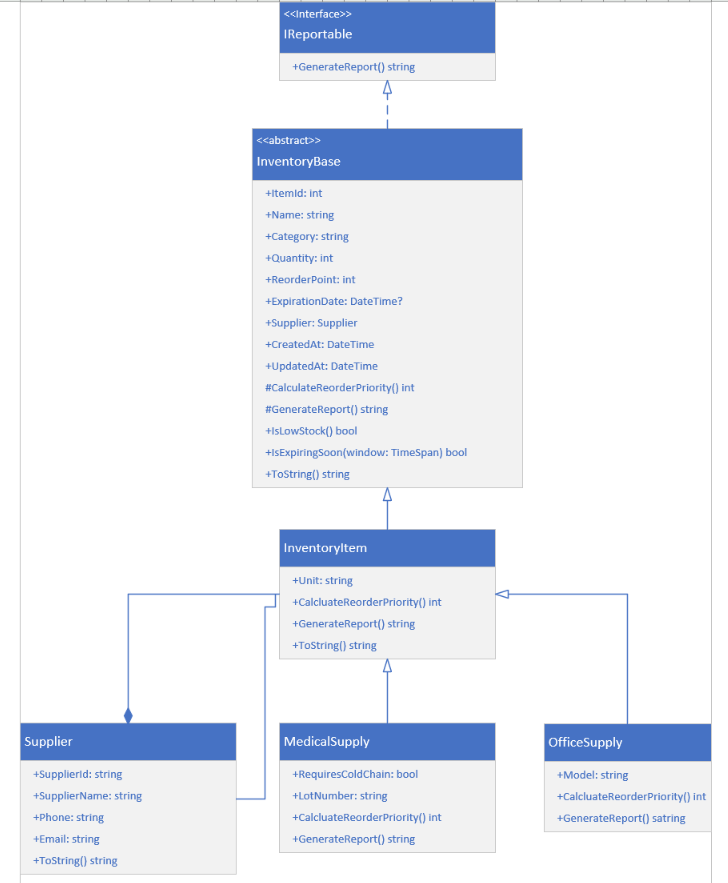 <<Interface>>
IReportable
+GenerateReport() string
<<abstract>>
InventoryBase
+ItemId: int
+Name: string
+Category: string
+Quantity: int
+ReorderPoint: int
+ExpirationDate: DateTime?
+Supplier: Supplier
+CreatedAt: DateTime
+UpdatedAt: DateTime
#CalculateReorderPriority() int
#GenerateReport() string
+IsLowStock() bool
+IsExpiringSoon(window: TimeSpan) bool
+ToString() string
InventoryItem
+Unit: string
+CalcluateReorderPriority() int
+GenerateReport() string
+ToString() string
Supplier
+SupplierId: string
+SupplierName: string
+Phone: string
+Email: string
+ToString() string
MedicalSupply
+RequiresColdChain: bool
+LotNumber: string
+CalcluateReorderPriority() int
+GenerateReport() string
OfficeSupply
+Model: string
+CalcluateReorderPriority() int
+GenerateReport() satring